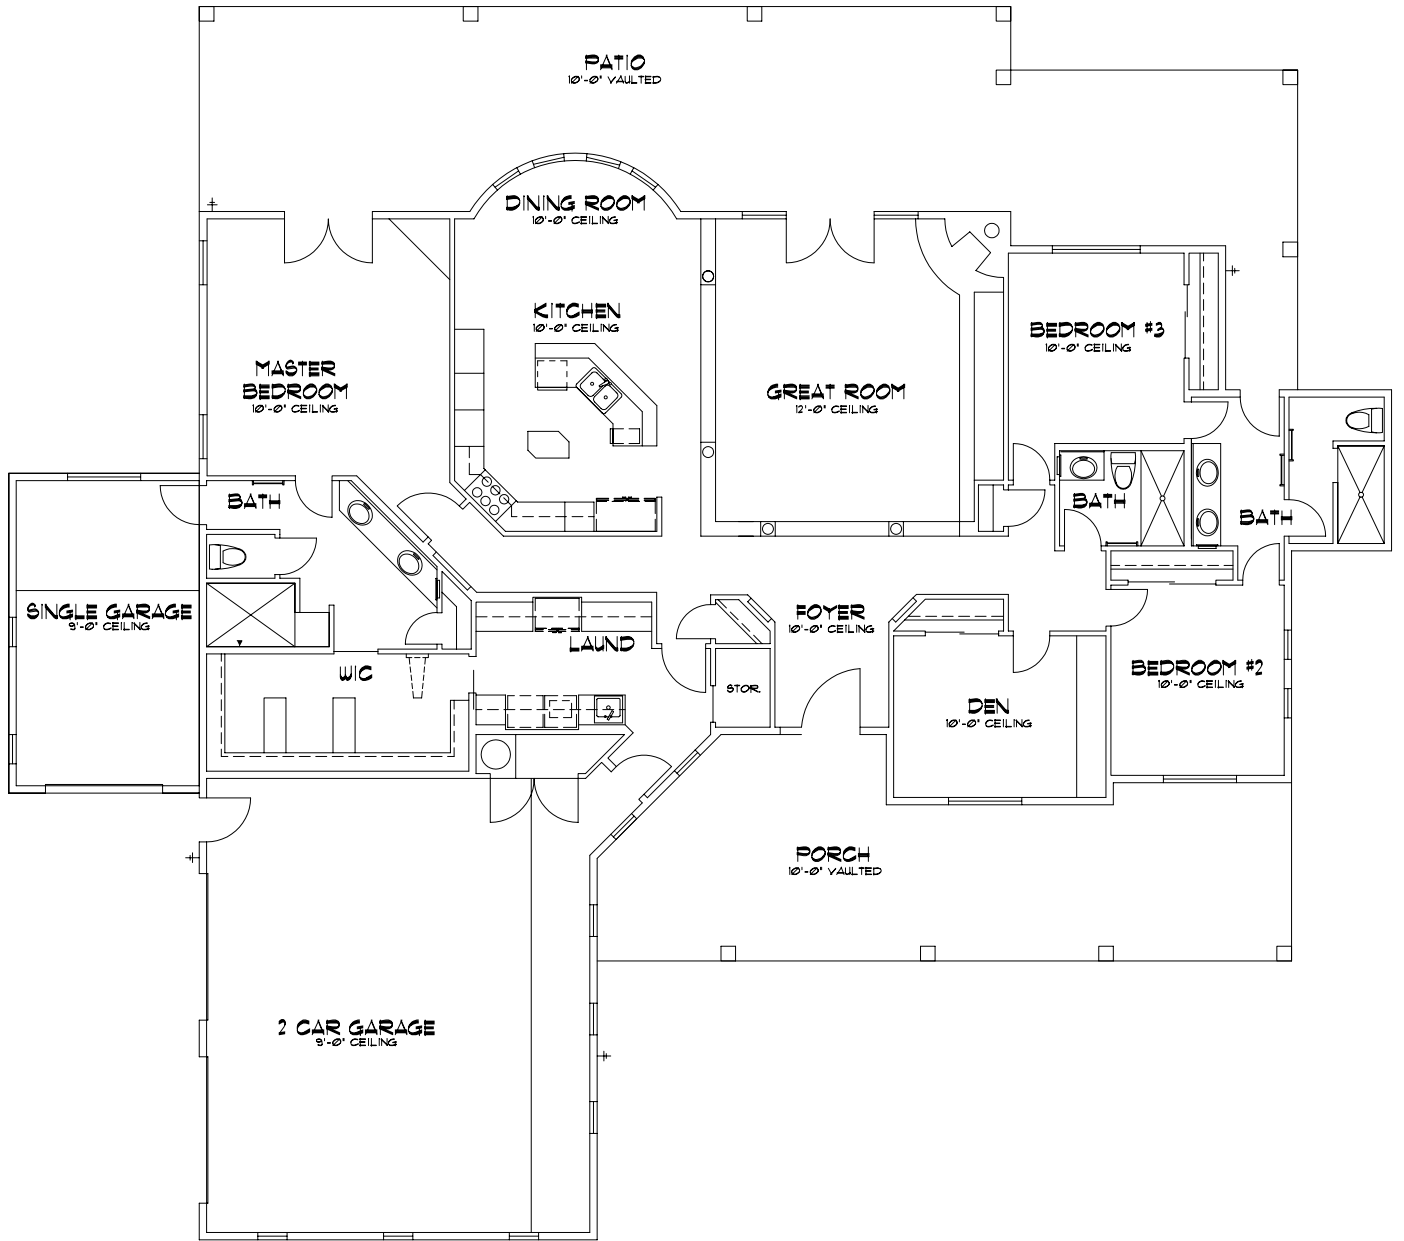 PATIO
10'-0" VAULTED
DINING ROOM
10'-0" CEILING
KITCHEN
10'-0" CEILING
BEDROOM #3
10'-0" CEILING
MASTER
BEDROOM
10'-0" CEILING
GREAT ROOM
12'-0" CEILING
BATH
BATH
BATH
SINGLE GARAGE
9'-0" CEILING
FOYER
10'-0" CEILING
LAUND
WIC
STOR.
BEDROOM #2
10'-0" CEILING
DEN
10'-0" CEILING
PORCH
10'-0" VAULTED
2 CAR GARAGE
9'-0" CEILING